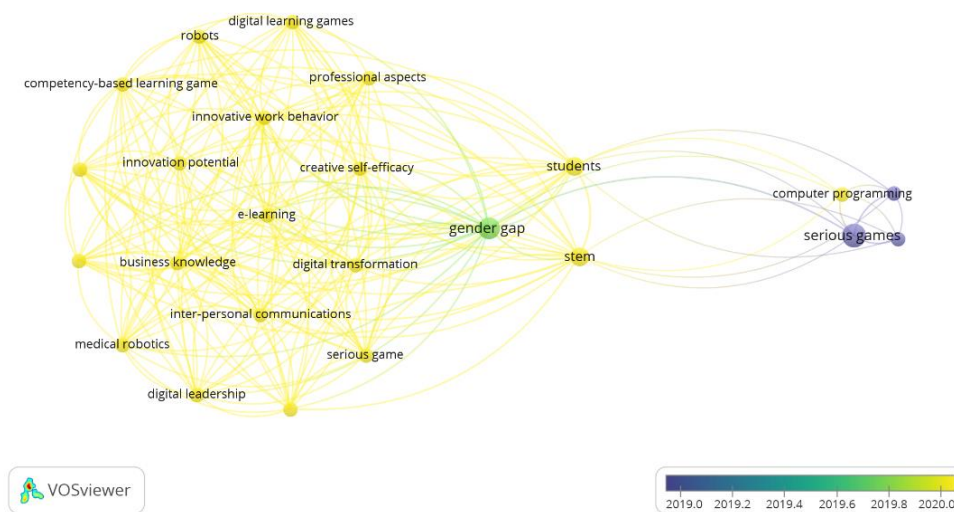 digital learning games
robots
competency-based learning game
professional aspects
innovative work behavior
innovation potential
creative self-efficacy
students
computer programming
e-learning
gender gap
serious games
business knowledge
digital transformation
stem
inter-personal communications
medical robotics
serious game
digital leadership
VOSviewer
2019.0 2019.2 2019.4 2019.6 2019.8 2020.0